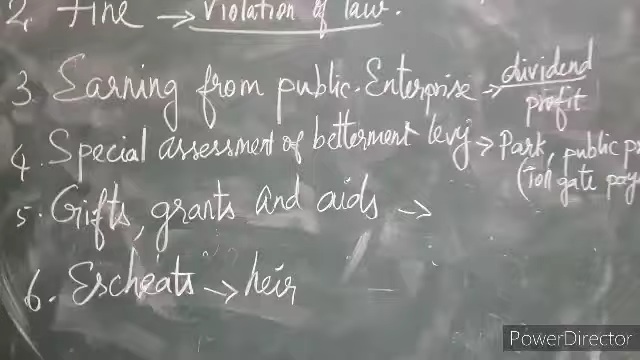 2. Fine → Violation of law.
3. Earning from public. Enterprise → dividend
profit
4. Special assessment of betterment levy → Park, public
(Toll gate
5. Gifts, grants and aids →
6. Escheats → heir
PowerDirector